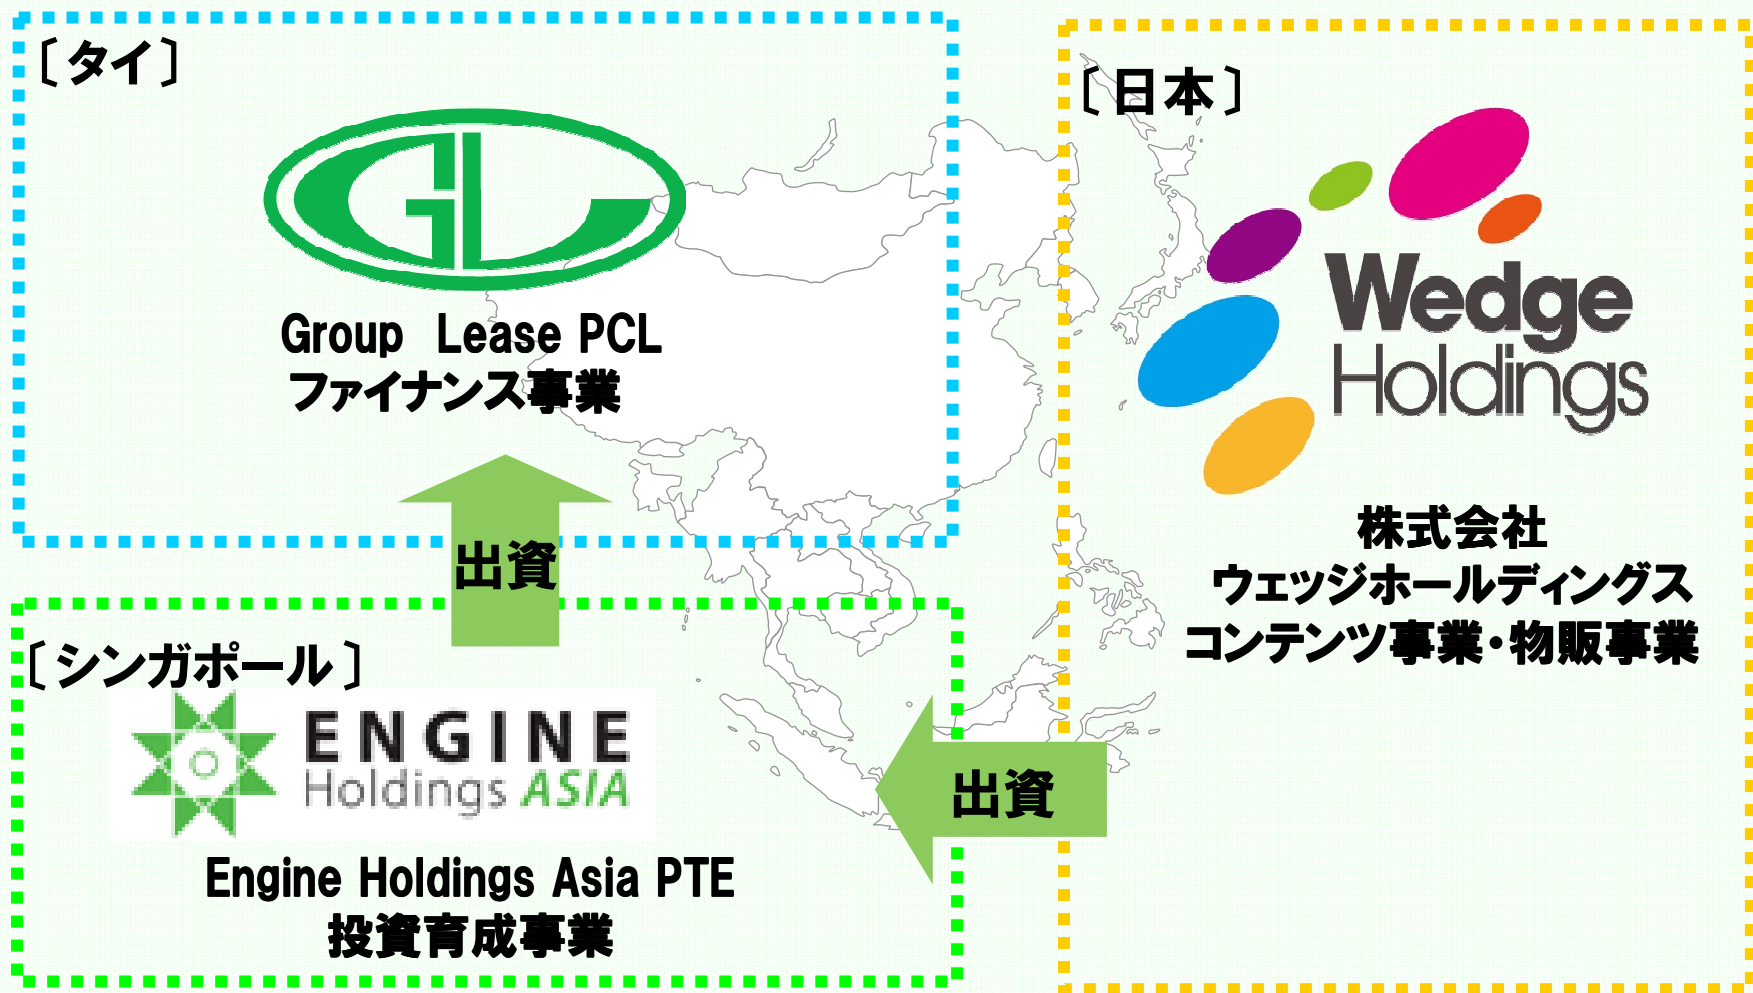 〔タイ〕
GL
Group Lease PCL
ファイナンス事業
出資
〔シンガポール〕
ENGINE
Holdings ASIA
Engine Holdings Asia PTE
投資育成事業
出資
〔日本〕
Wedge
Holdings
株式会社
ウェッジホールディングス
コンテンツ事業・物販事業